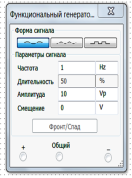 Функциональный генерато...
Форма сигнала
Параметры сигнала
Частота 1 Hz
Длительность 50 %
Амплитуда 10 Vp
Смещение 0 V
Фронт/Спад
+ Общий –